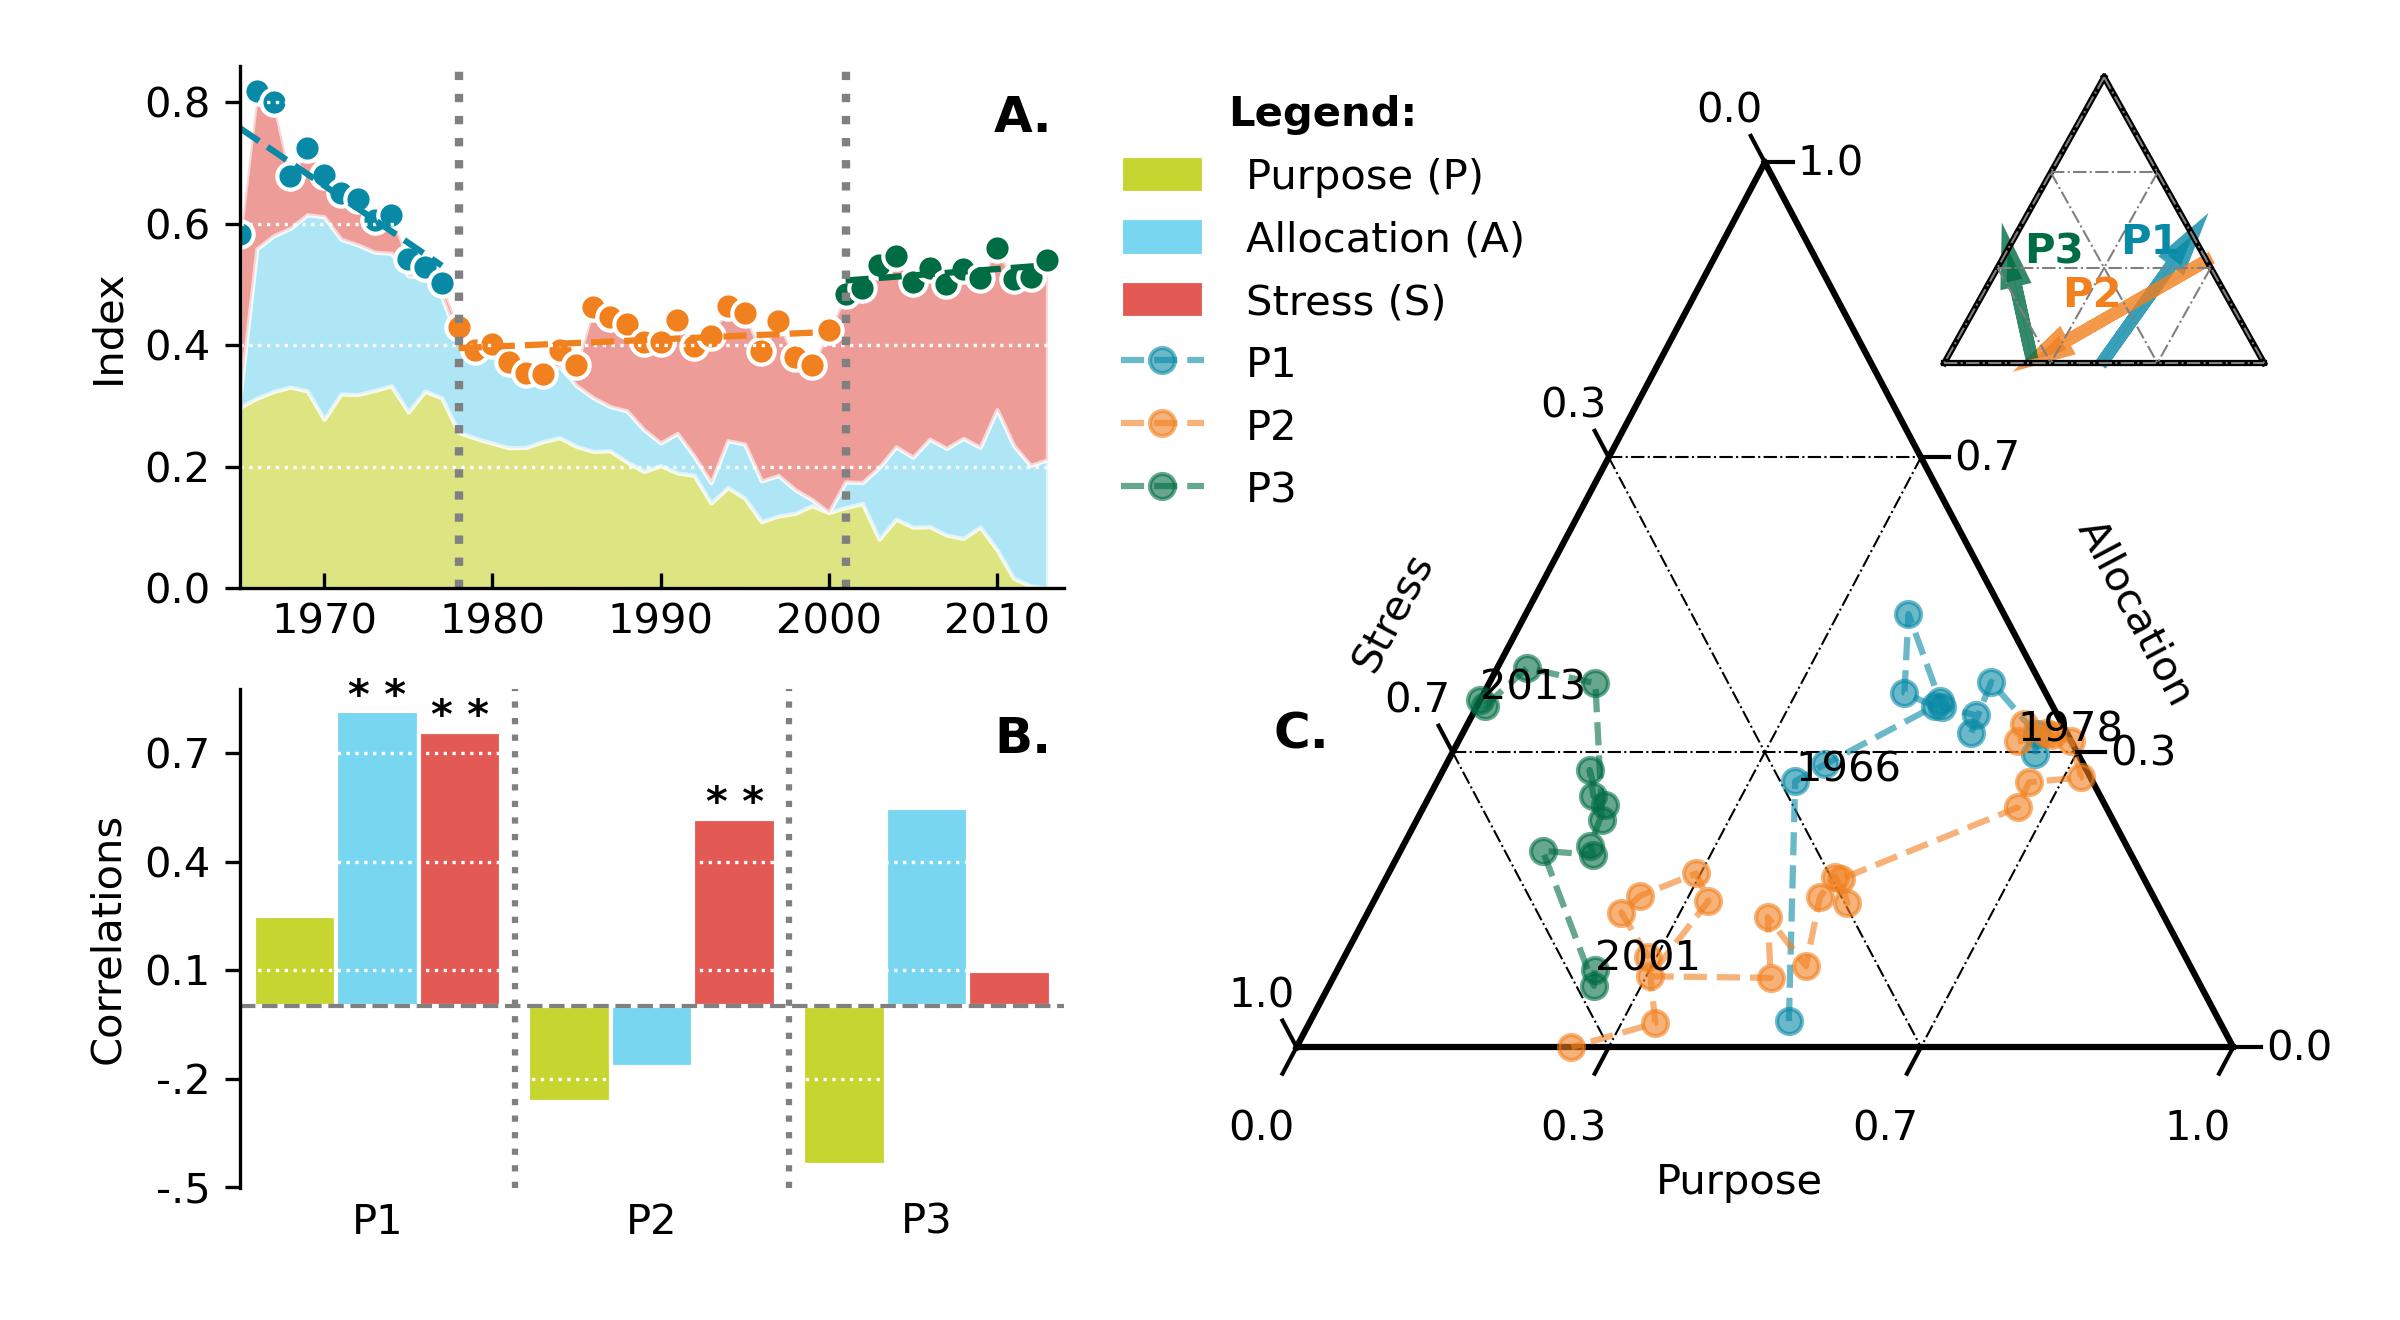 0.8
0.6
0.4
0.2
0.0
Index
A.
1970
1980
1990
2000
2010
Legend:
Purpose (P)
Allocation (A)
Stress (S)
P1
P2
P3
* *
* *
* *
B.
0.7
0.4
0.1
-.2
-.5
Correlations
P1
P2
P3
C.
0.0
1.0
0.3
0.7
0.7
0.3
1.0
0.0
Stress
Allocation
2013
1966
1978
2001
0.0
0.3
0.7
1.0
Purpose
P3
P1
P2